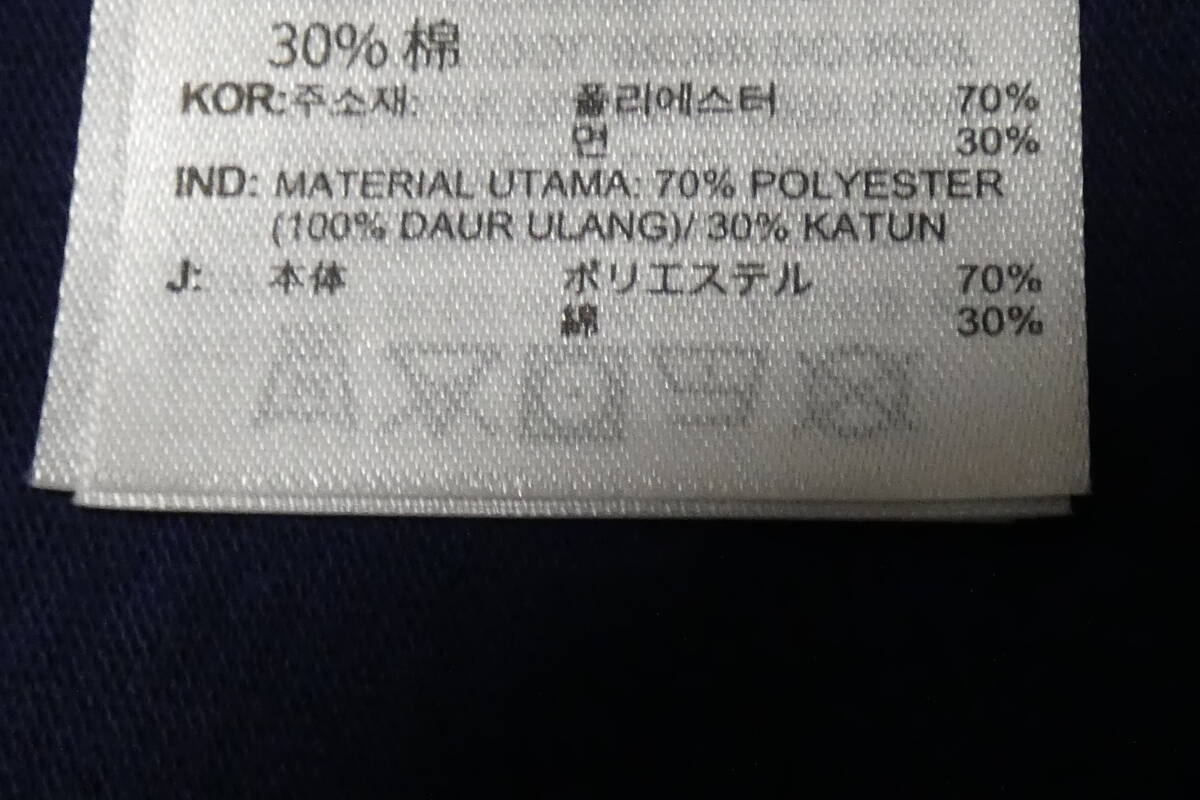 30% 棉
KOR: 주소재: 폴리에스터 70%
면 30%
IND: MATERIAL UTAMA: 70% POLYESTER
(100% DAUR ULANG)/ 30% KATUN
J: 本体 ポリエステル 70%
綿 30%